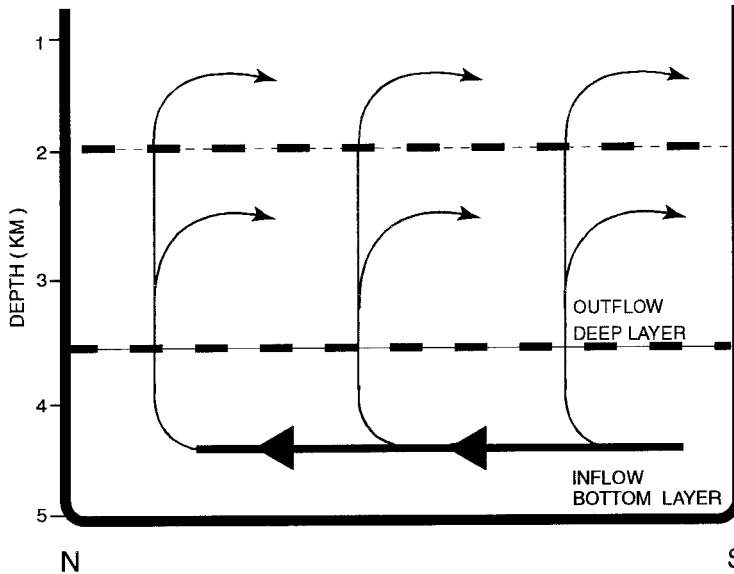 1
2
3
4
5
DEPTH ( KM )
OUTFLOW
DEEP LAYER
INFLOW
BOTTOM LAYER
N
S